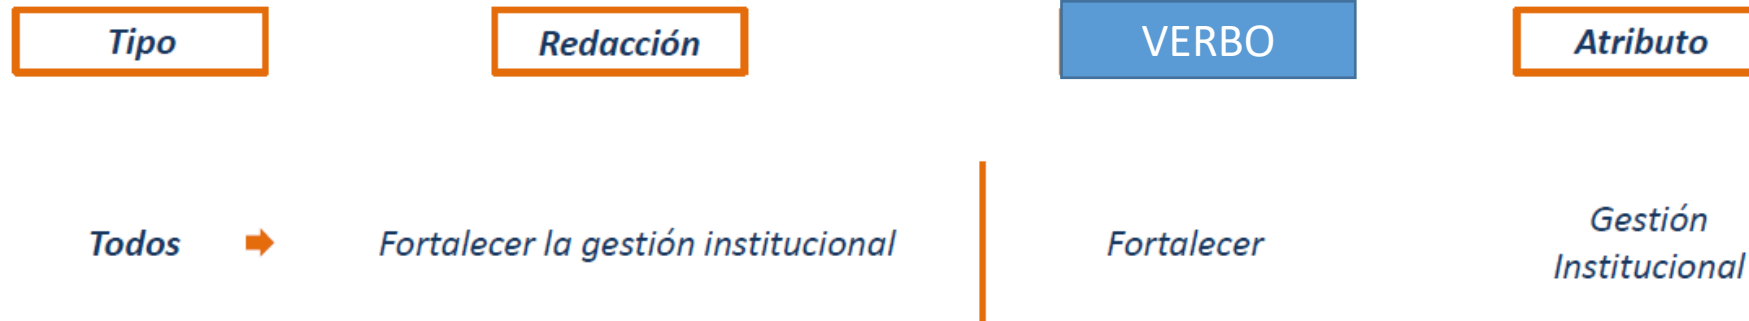 Tipo
Redacción
VERBO
Atributo
Todos
Fortalecer la gestión institucional
Fortalecer
Gestión
Institucional